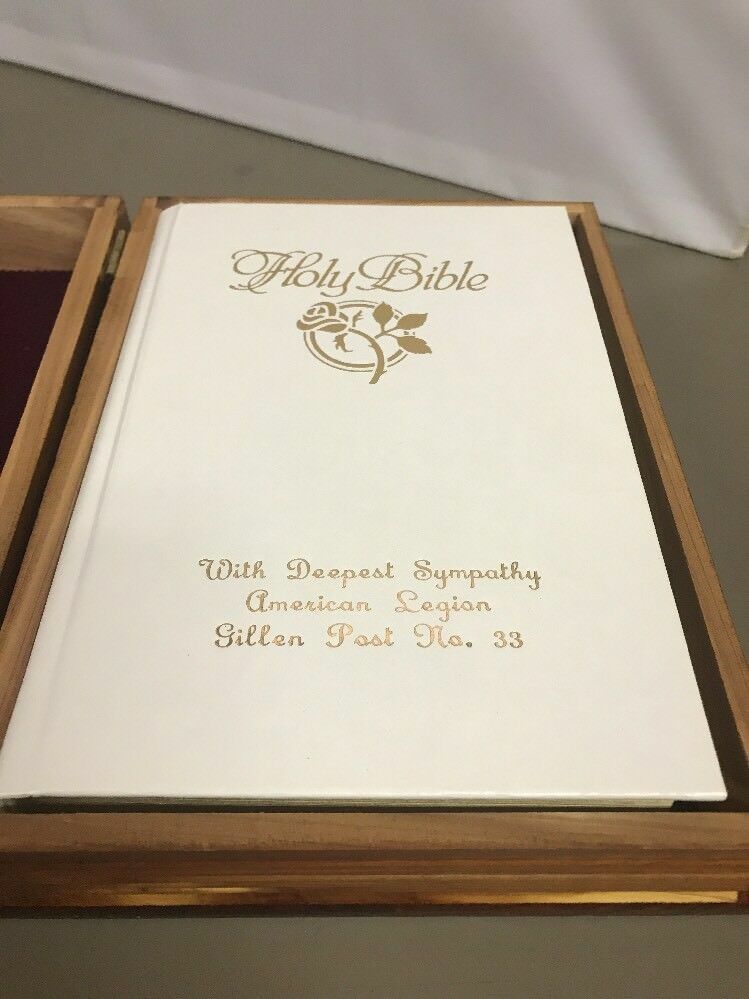 Holy Bible
With Deepest Sympathy
American Legion
Gillen Post No. 33